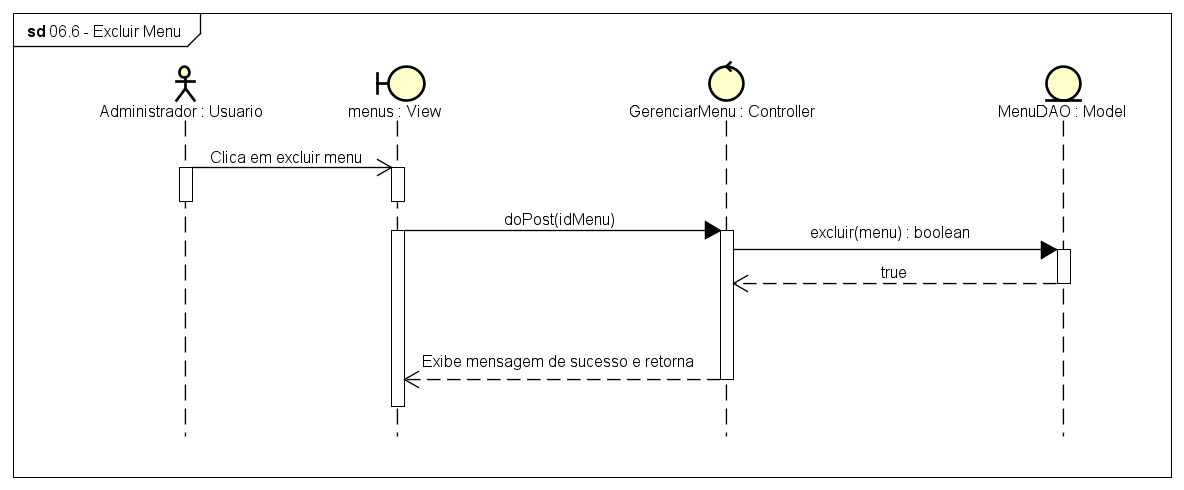 sd 06.6 - Excluir Menu
Administrador : Usuario
menus : View
GerenciarMenu : Controller
MenuDAO : Model
Clica em excluir menu
doPost(idMenu)
excluir(menu) : boolean
true
Exibe mensagem de sucesso e retorna